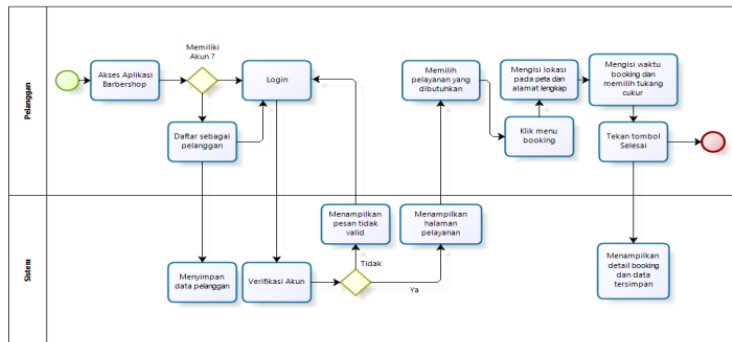 Pelanggan
Memiliki
Akun ?
Akses Aplikasi
Barbershop
Login
Daftar sebagai
pelanggan
Memilih
pelayanan yang
dibutuhkan
Klik menu
booking
Mengisi lokasi
pada peta dan
alamat lengkap
Mengisi waktu
booking dan
memilih tukang
cukur
Tekan tombol
Selesai
Sistem
Menyimpan
data pelanggan
Verifikasi Akun
Menampilkan
pesan tidak
valid
Tidak
Ya
Menampilkan
halaman
pelayanan
Menampilkan
detail booking
dan data
tersimpan